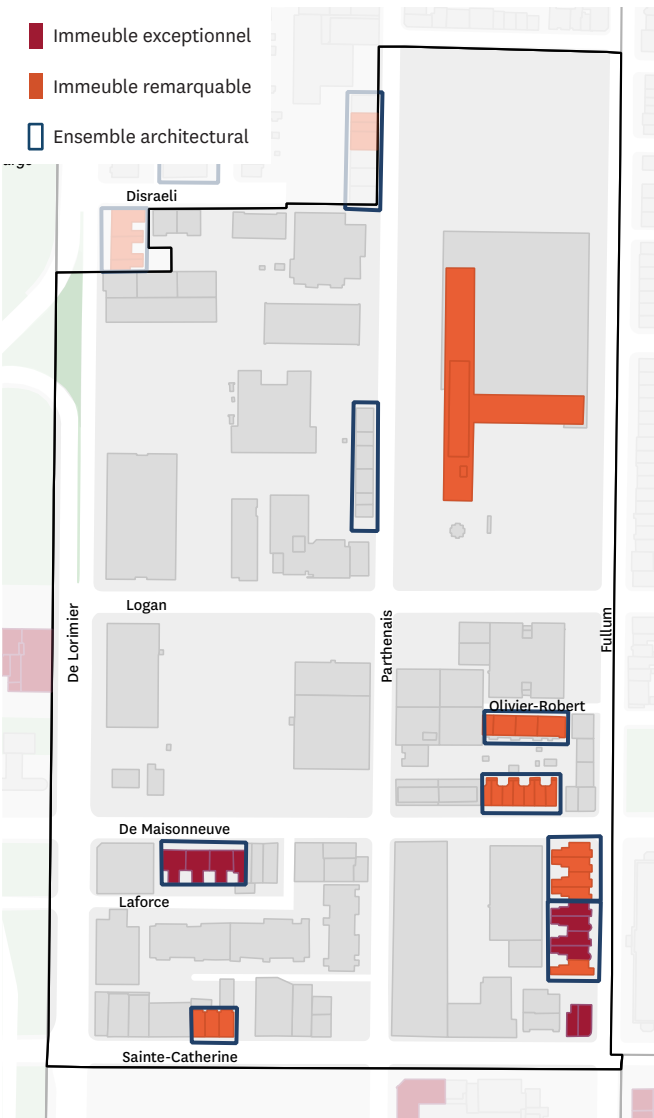 Immeuble exceptionnel
Immeuble remarquable
Ensemble architectural
Disraeli
De Lorimier
Logan
Parthenais
Fullum
Olivier-Robert
De Maisonneuve
Laforce
Sainte-Catherine